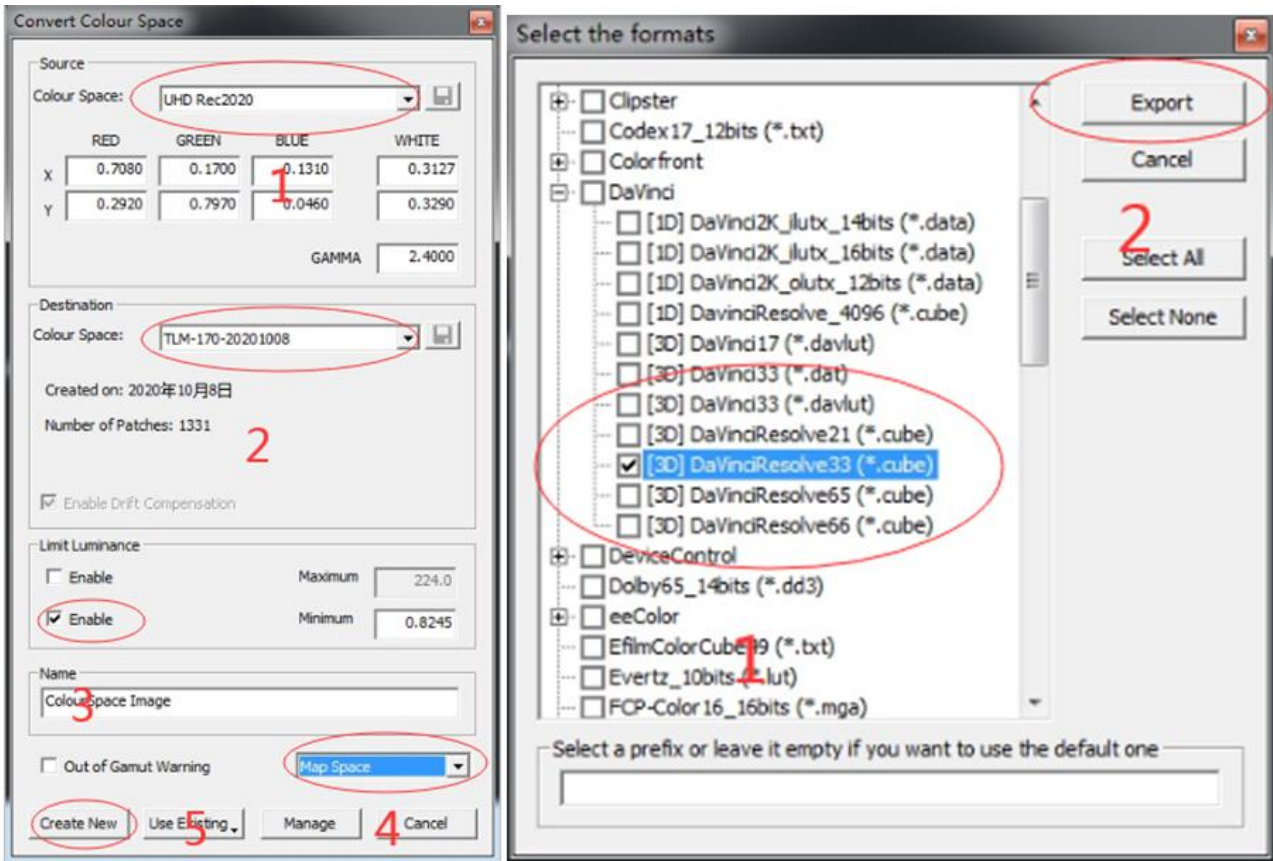 Convert Colour Space
Source
Colour Space: UHD Rec2020
RED GREEN BLUE WHITE
X 0.7080 0.1700 0.1310 0.3127
1
Y 0.2920 0.7970 0.0460 0.3290
GAMMA 2.4000
Destination
Colour Space: TLM-170-20201008
Created on: 2020年10月8日
Number of Patches: 1331
2
Enable Drift Compensation
Limit Luminance
Enable Maximum 224.0
Enable Minimum 0.8245
Name
ColourSpace Image
3
Out of Gamut Warning Map Space
Create New Use Existing Manage Cancel
5 4
Select the formats
Clipster
Codex17_12bits (*.txt)
Colorfront
DaVinci
[1D] DaVinci2K_ilutx_14bits (*.data)
[1D] DaVinci2K_ilutx_16bits (*.data)
[1D] DaVinci2K_olutx_12bits (*.data)
[1D] DavinciResolve_4096 (*.cube)
[3D] DaVinci17 (*.davlut)
[3D] DaVinci33 (*.dat)
[3D] DaVinci33 (*.davlut)
[3D] DaVinciResolve21 (*.cube)
[3D] DaVinciResolve33 (*.cube)
[3D] DaVinciResolve65 (*.cube)
[3D] DaVinciResolve66 (*.cube)
DeviceControl
Dolby65_14bits (*.dd3)
eeColor
EfilmColorCube49 (*.txt)
1
Evertz_10bits (*.lut)
FCP-Color16_16bits (*.mga)
Export
Cancel
2
Select All
Select None
Select a prefix or leave it empty if you want to use the default one